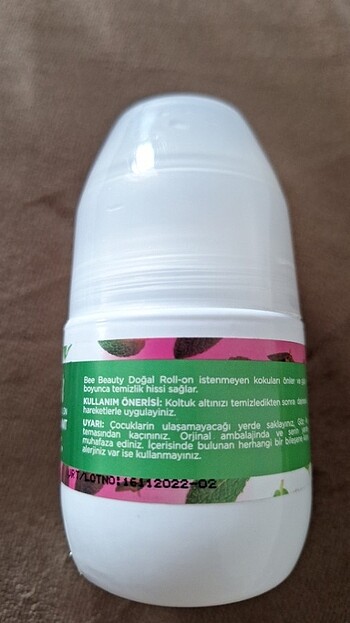 Bee Beauty Doğal Roll-on istenmeyen kokuları önler ve
boyunca temizlik hissi sağlar.
KULLANIM ÖNERİSİ: Koltuk altınızı temizledikten sonra
hareketlerle uygulayiniz.
UYARI: Çocukların ulaşamayacağı yerde saklayınız, Göz
temasından kaçınınız. Orjinal ambalajında ve serin
muhafaza ediniz. İçerisinde bulunan herhangi bir bileşene
alerjiniz var ise kullanmayınız.
LOTNO:16112022-02